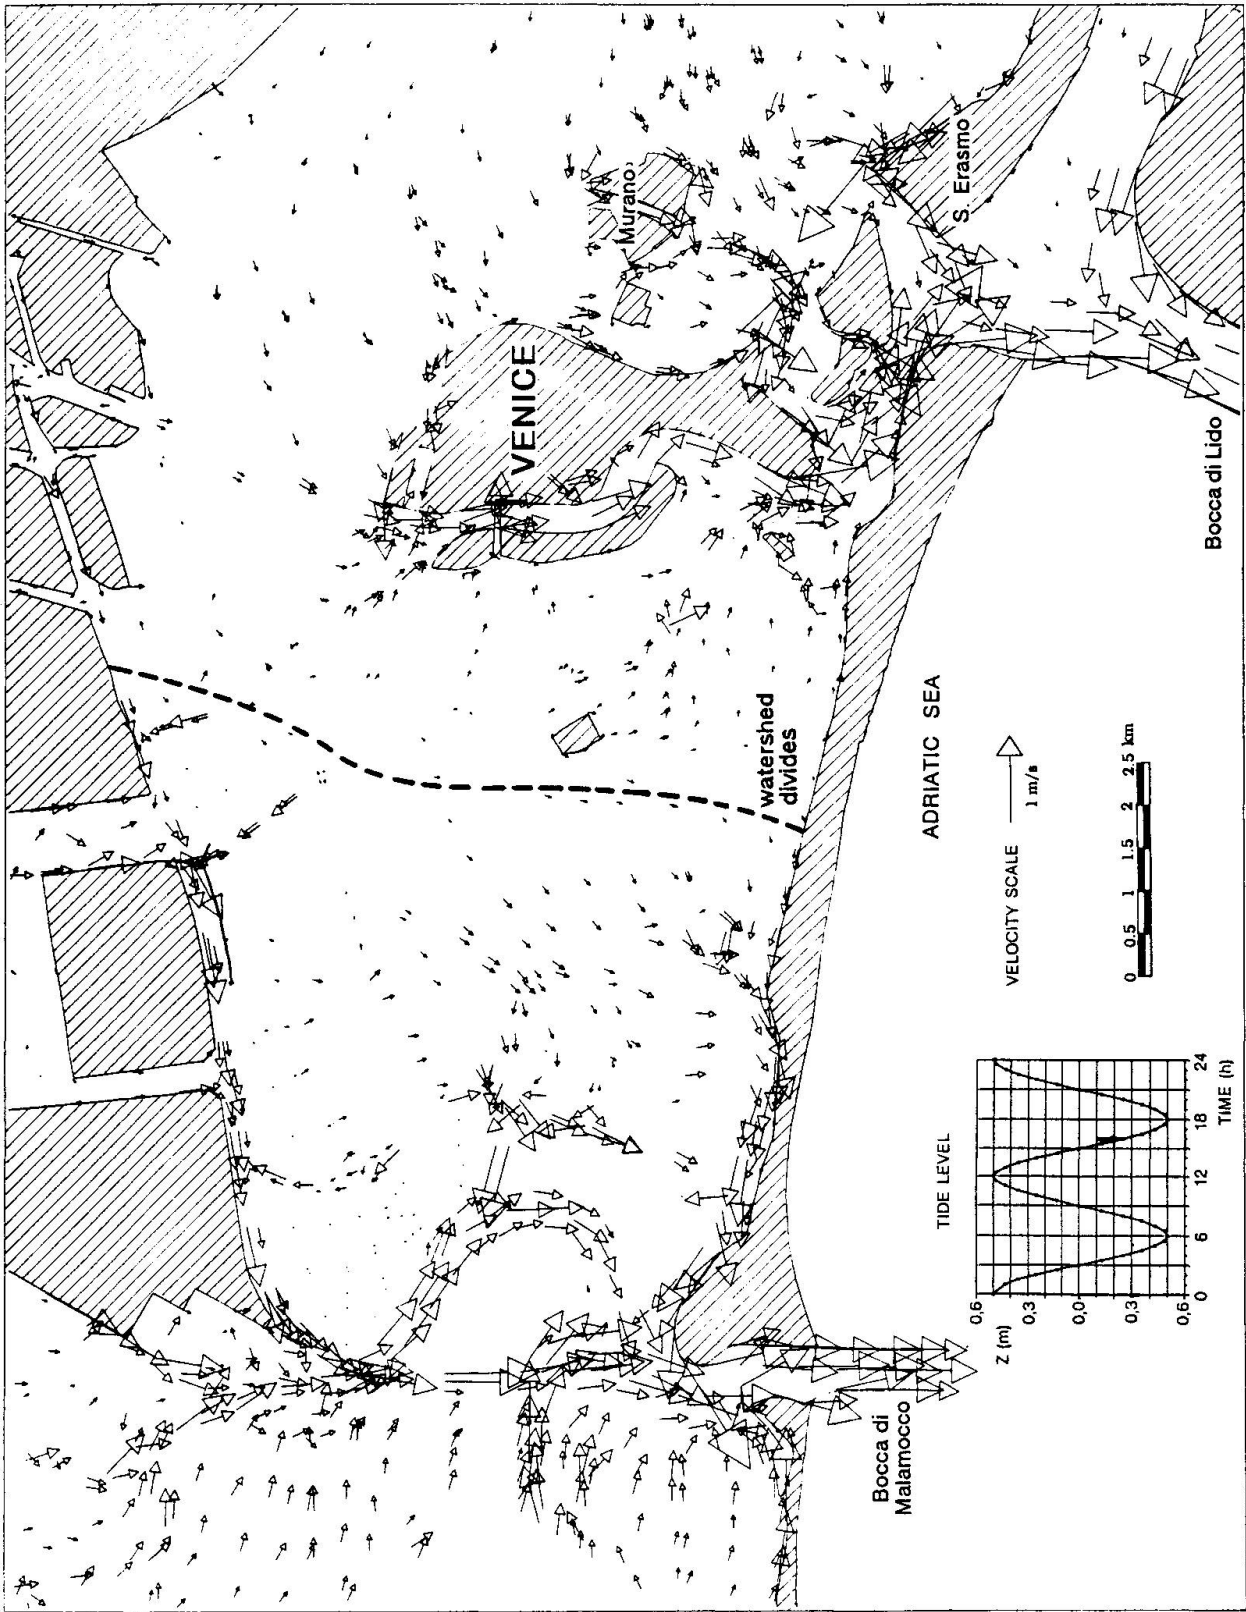 VENICE
Murano
S. Erasmo
Bocca di Lido
watershed
divides
ADRIATIC SEA
VELOCITY SCALE
1 m/s
0 0.5 1 1.5 2 2.5 km
Bocca di
Malamocco
TIDE LEVEL
Z (m)
0,6
0,3
0,0
0,3
0,6
0 6 12 18 24
TIME (h)